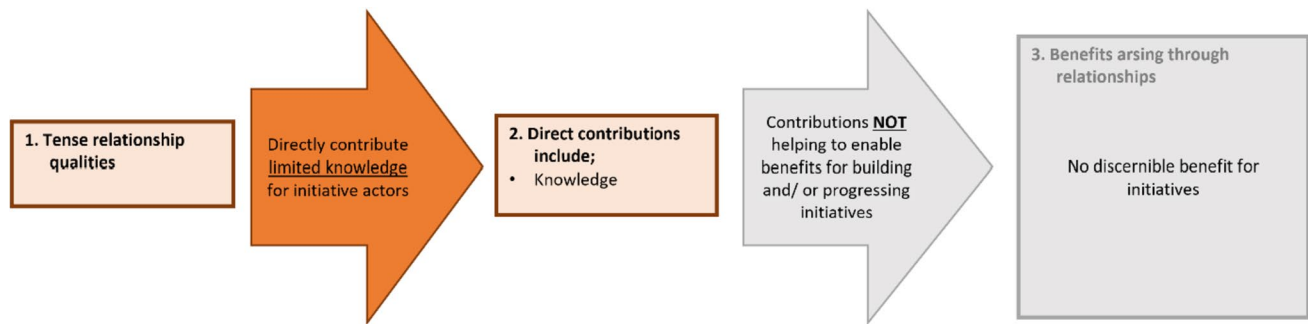 1. Tense relationship
qualities
Directly contribute
limited knowledge
for initiative actors
2. Direct contributions
include;
• Knowledge
Contributions NOT
helping to enable
benefits for building
and/ or progressing
initiatives
3. Benefits arsing through
relationships
No discernible benefit for
initiatives